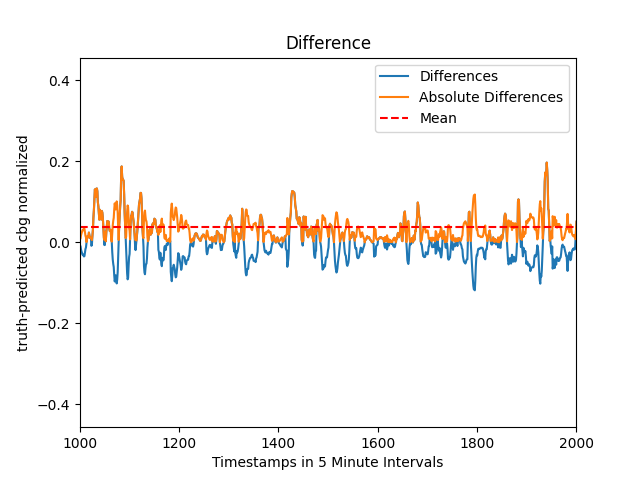 Difference
Differences
Absolute Differences
Mean
truth-predicted cbg normalized
0.4
0.2
0.0
−0.2
−0.4
1000 1200 1400 1600 1800 2000
Timestamps in 5 Minute Intervals